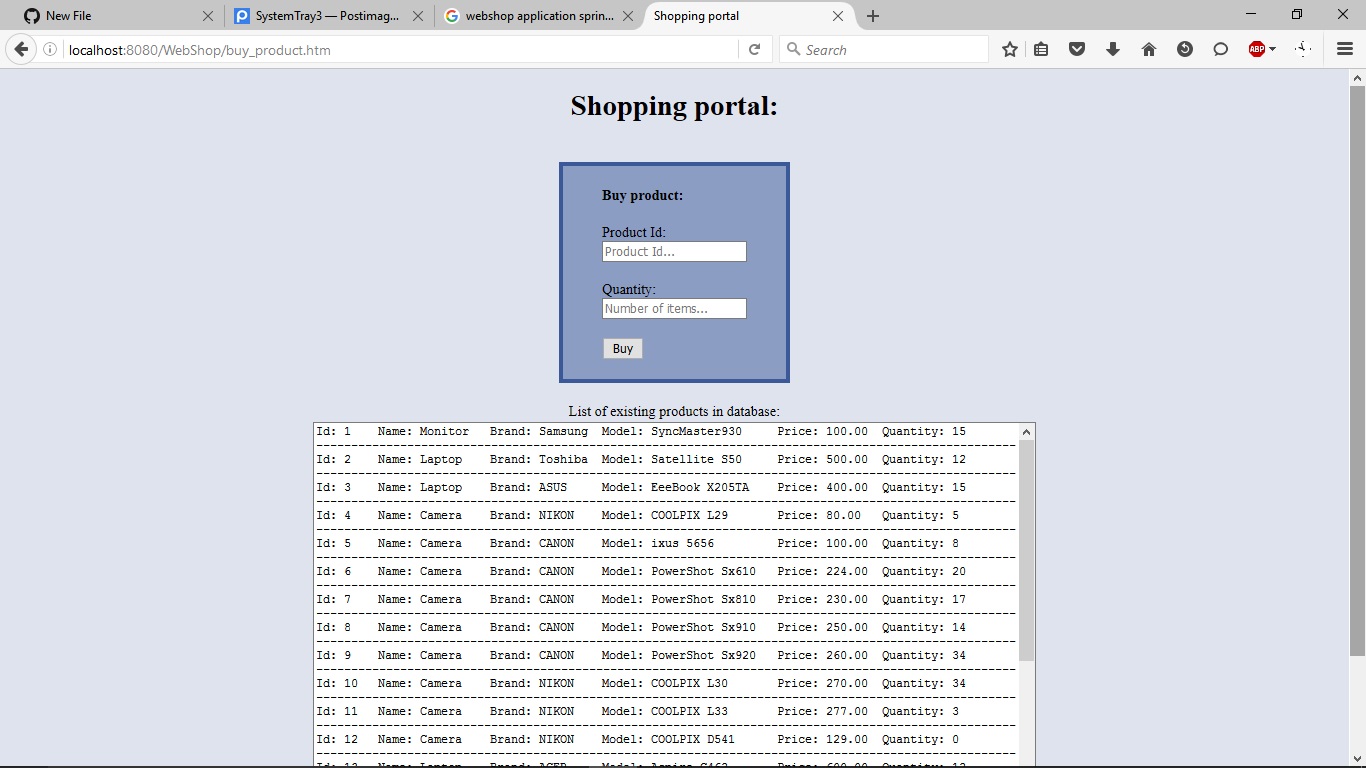 New File
SystemTray3 — Postimag...
webshop application sprin...
Shopping portal
localhost:8080/WebShop/buy_product.htm
Search
ABP
Shopping portal:
Buy product:
Product Id:
Product Id...
Quantity:
Number of items...
Buy
List of existing products in database:
Id: 1 Name: Monitor Brand: Samsung Model: SyncMaster930 Price: 100.00 Quantity: 15
Id: 2 Name: Laptop Brand: Toshiba Model: Satellite S50 Price: 500.00 Quantity: 12
Id: 3 Name: Laptop Brand: ASUS Model: EeeBook X205TA Price: 400.00 Quantity: 15
Id: 4 Name: Camera Brand: NIKON Model: COOLPIX L29 Price: 80.00 Quantity: 5
Id: 5 Name: Camera Brand: CANON Model: ixus 5656 Price: 100.00 Quantity: 8
Id: 6 Name: Camera Brand: CANON Model: PowerShot Sx610 Price: 224.00 Quantity: 20
Id: 7 Name: Camera Brand: CANON Model: PowerShot Sx810 Price: 230.00 Quantity: 17
Id: 8 Name: Camera Brand: CANON Model: PowerShot Sx910 Price: 250.00 Quantity: 14
Id: 9 Name: Camera Brand: CANON Model: PowerShot Sx920 Price: 260.00 Quantity: 34
Id: 10 Name: Camera Brand: NIKON Model: COOLPIX L30 Price: 270.00 Quantity: 34
Id: 11 Name: Camera Brand: NIKON Model: COOLPIX L33 Price: 277.00 Quantity: 3
Id: 12 Name: Camera Brand: NIKON Model: COOLPIX D541 Price: 129.00 Quantity: 0